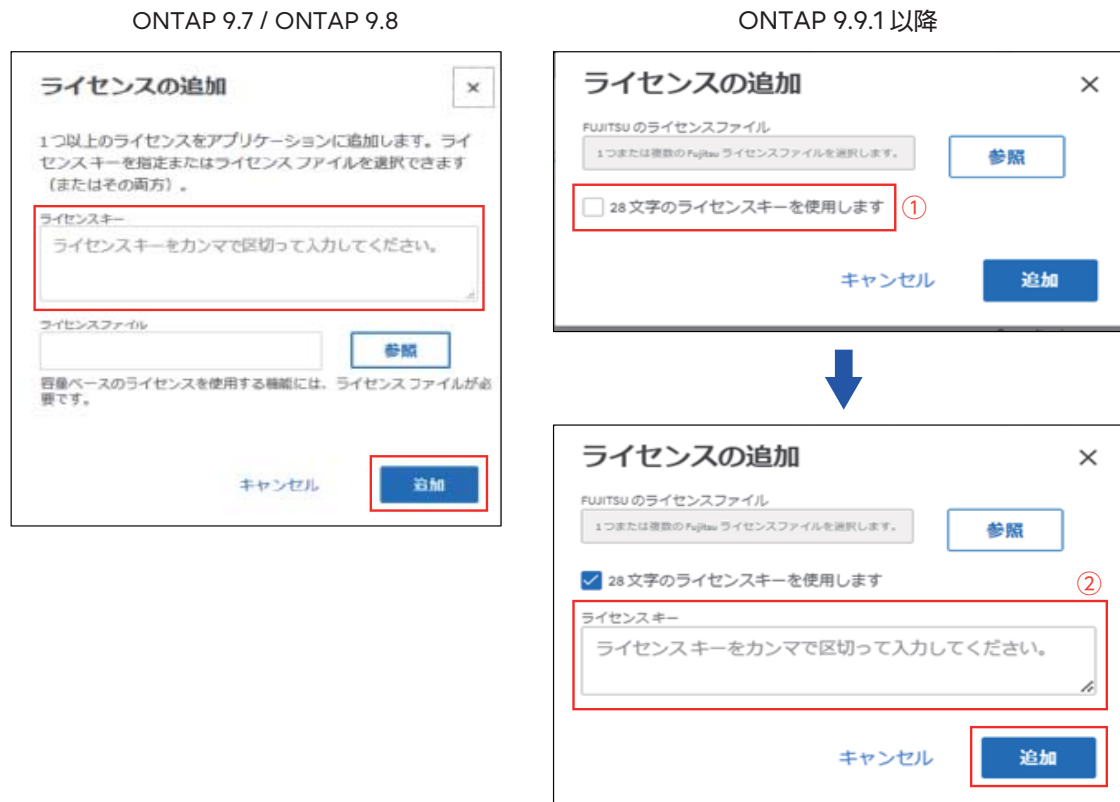 ONTAP 9.7 / ONTAP 9.8
ライセンスの追加
×
1つ以上のライセンスをアプリケーションに追加します。ライ
センスキーを指定またはライセンス ファイルを選択できます
（またはその両方）。
ライセンスキー
ライセンスキーをカンマで区切って入力してください。
ライセンスファイル
参照
容量ベースのライセンスを使用する機能には、ライセンス ファイルが必
要です。
キャンセル
追加
ONTAP 9.9.1 以降
ライセンスの追加
×
FUJITSU のライセンスファイル
1つまたは複数の Fujitsu ライセンスファイルを選択します。
参照
28 文字のライセンスキーを使用します
①
キャンセル
追加
ライセンスの追加
×
FUJITSU のライセンスファイル
1つまたは複数の Fujitsu ライセンスファイルを選択します。
参照
28 文字のライセンスキーを使用します
②
ライセンスキー
ライセンスキーをカンマで区切って入力してください。
キャンセル
追加